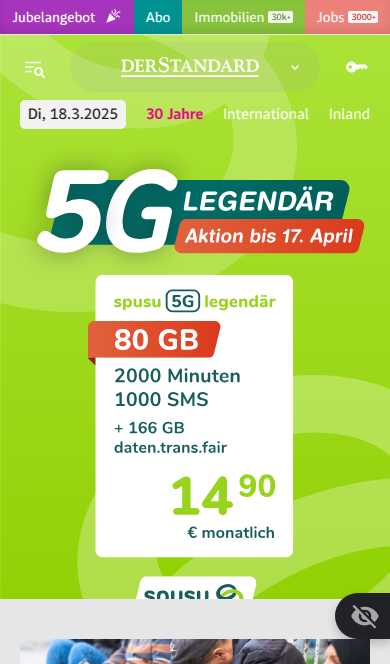 Jubelangebot
Abo
Immobilien 30k+
Jobs 3000+
DERSTANDARD
Di, 18.3.2025
30 Jahre
International
Inland
5G LEGENDÄR
Aktion bis 17. April
spusu 5G legendär
80 GB
2000 Minuten
1000 SMS
+ 166 GB
daten.trans.fair
14 90
€ monatlich
spusu